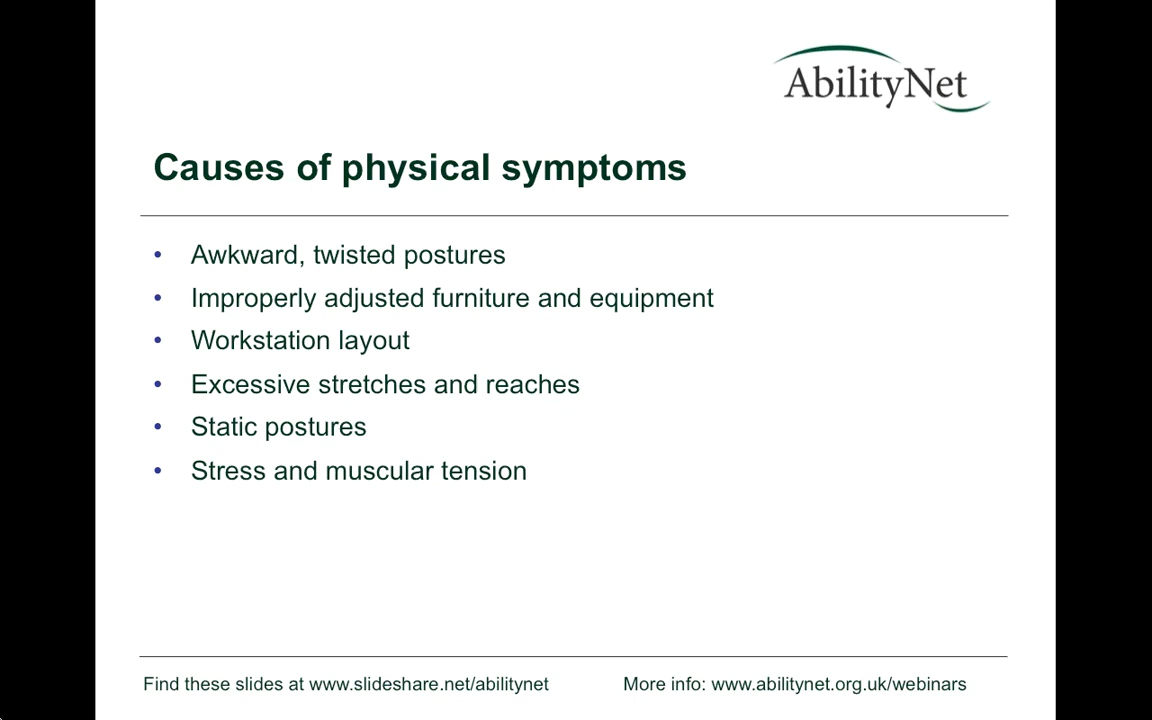 AbilityNet
Causes of physical symptoms
• Awkward, twisted postures
• Improperly adjusted furniture and equipment
• Workstation layout
• Excessive stretches and reaches
• Static postures
• Stress and muscular tension
Find these slides at www.slideshare.net/abilitynet More info: www.abilitynet.org.uk/webinars